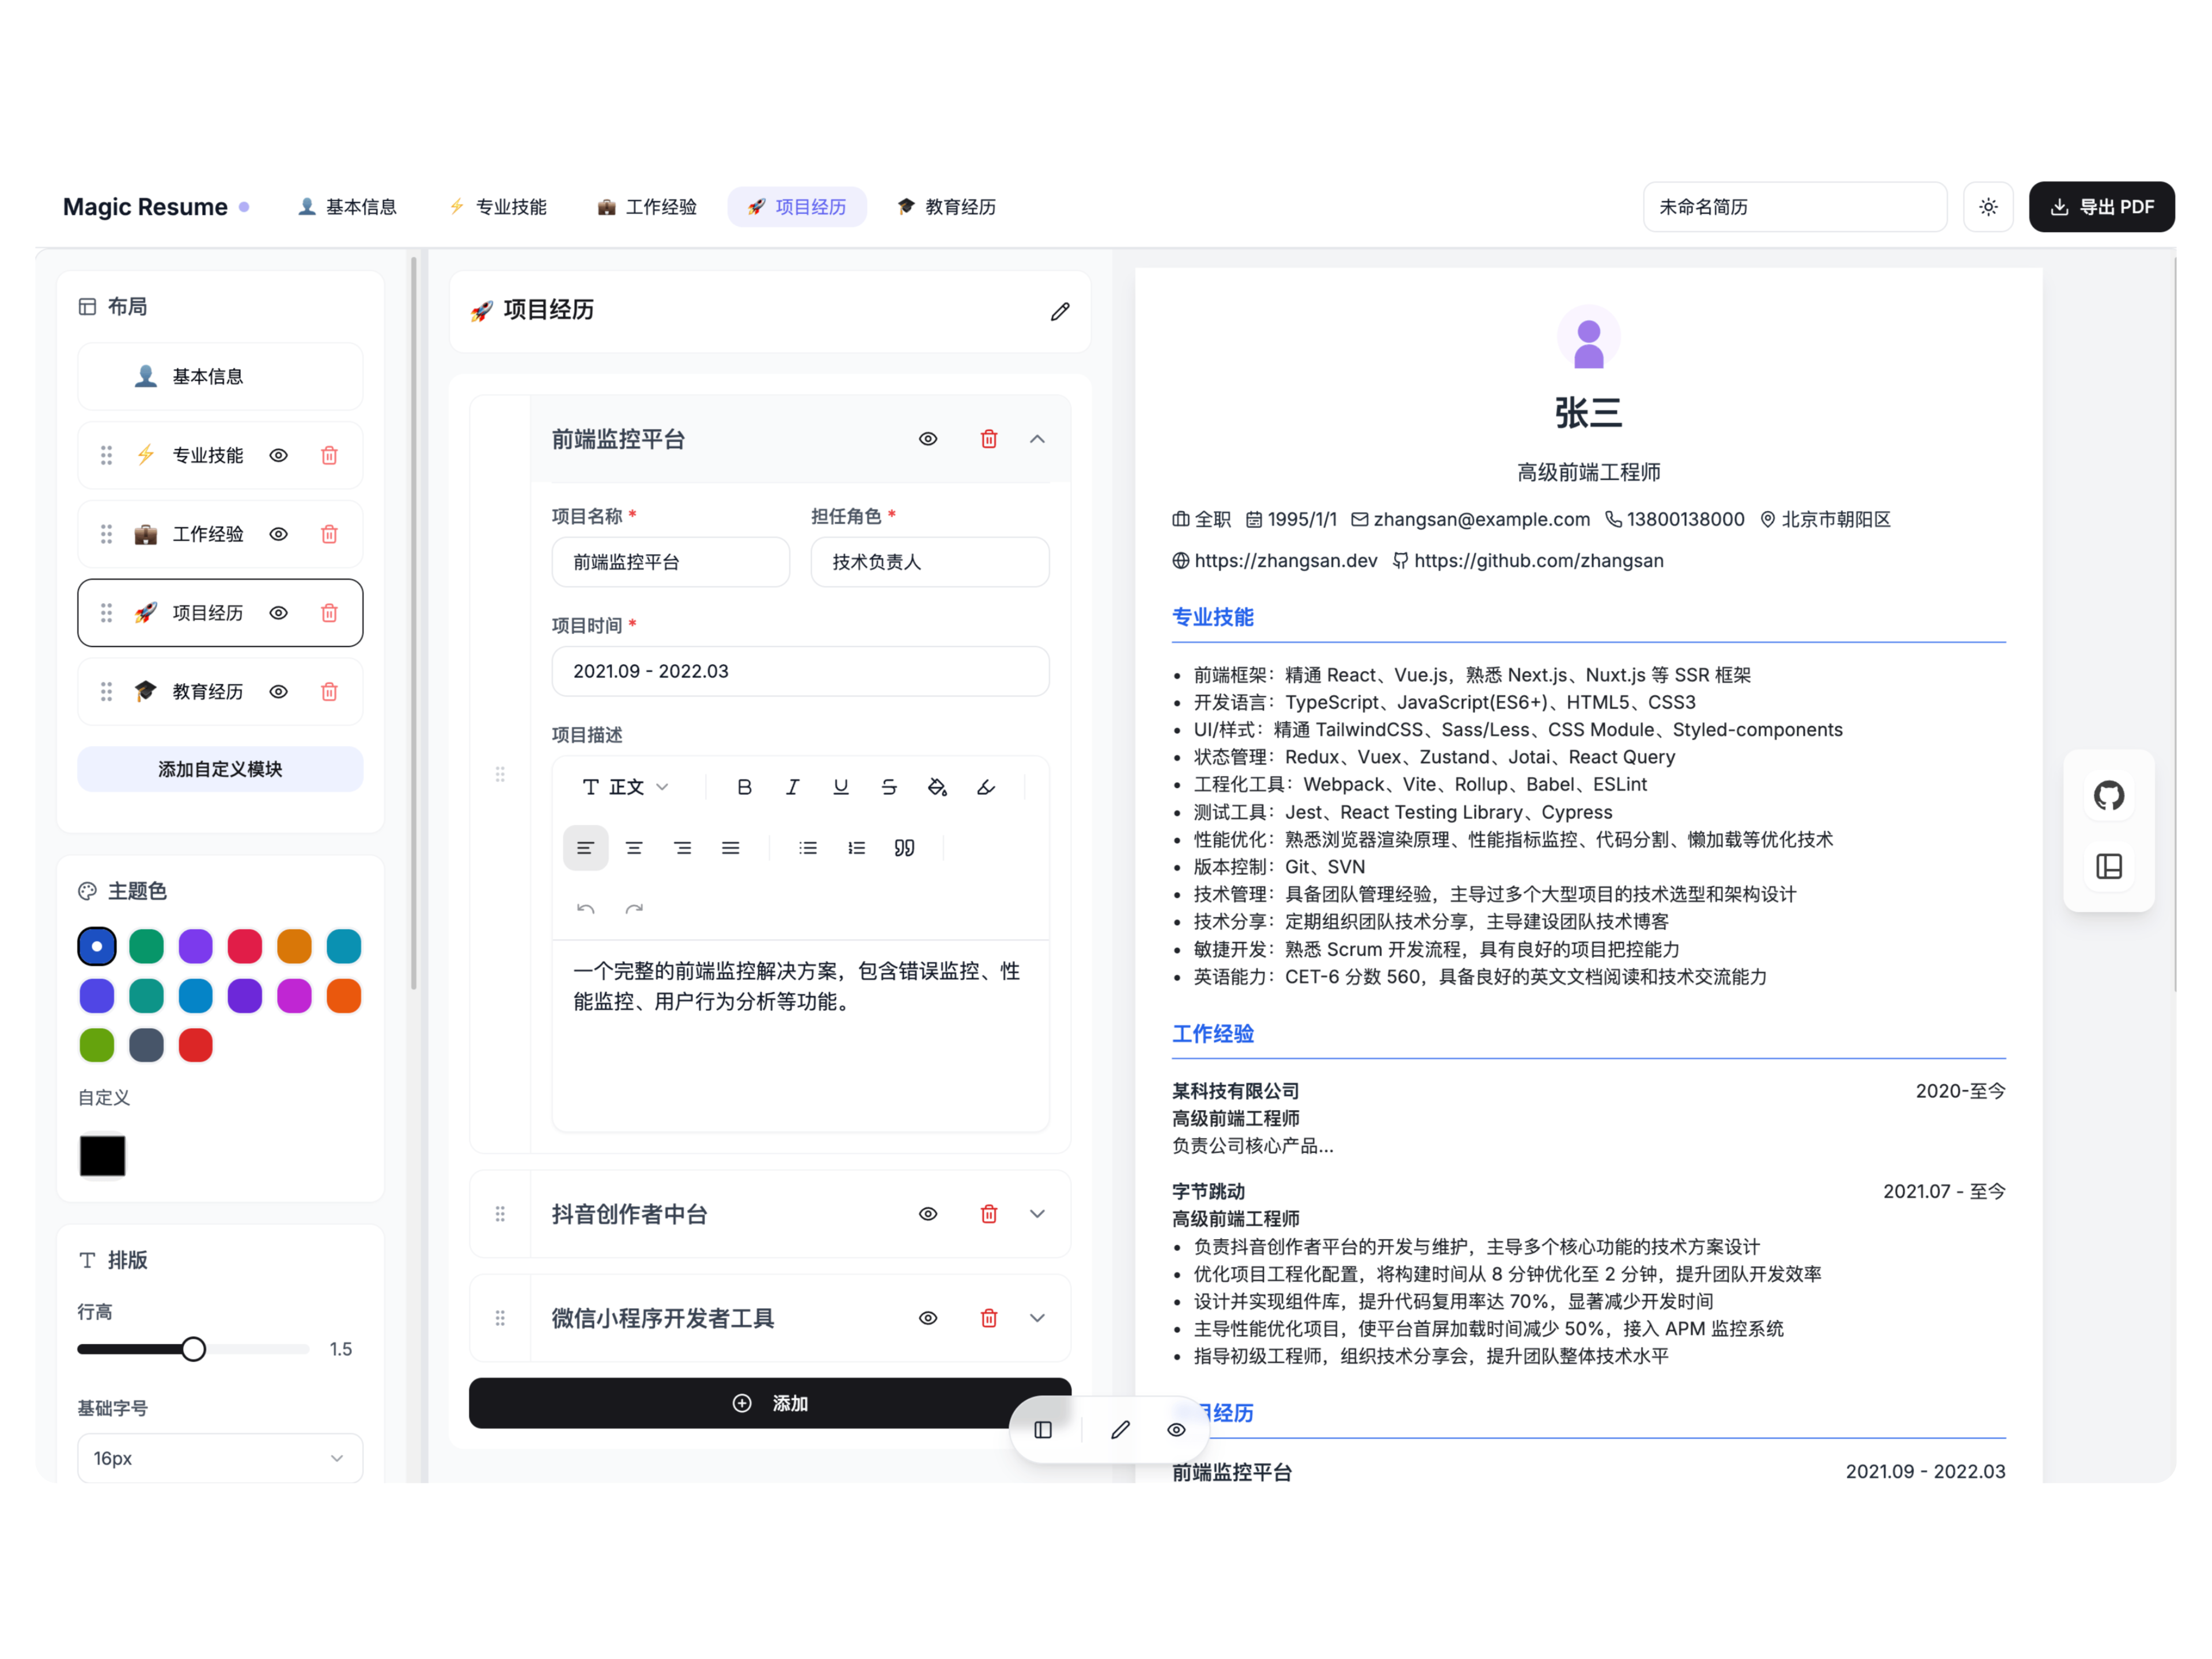 Magic Resume
基本信息
专业技能
工作经验
项目经历
教育经历
未命名简历
导出 PDF
布局
基本信息
专业技能
工作经验
项目经历
教育经历
添加自定义模块
主题色
自定义
排版
行高
1.5
基础字号
16px
项目经历
前端监控平台
项目名称 *
担任角色 *
前端监控平台
技术负责人
项目时间 *
2021.09 - 2022.03
项目描述
正文
一个完整的前端监控解决方案，包含错误监控、性
能监控、用户行为分析等功能。
抖音创作者中台
微信小程序开发者工具
添加
张三
高级前端工程师
全职 1995/1/1 zhangsan@example.com 13800138000 北京市朝阳区
https://zhangsan.dev https://github.com/zhangsan
专业技能
• 前端框架：精通 React、Vue.js，熟悉 Next.js、Nuxt.js 等 SSR 框架
• 开发语言：TypeScript、JavaScript(ES6+)、HTML5、CSS3
• UI/样式：精通 TailwindCSS、Sass/Less、CSS Module、Styled-components
• 状态管理：Redux、Vuex、Zustand、Jotai、React Query
• 工程化工具：Webpack、Vite、Rollup、Babel、ESLint
• 测试工具：Jest、React Testing Library、Cypress
• 性能优化：熟悉浏览器渲染原理、性能指标监控、代码分割、懒加载等优化技术
• 版本控制：Git、SVN
• 技术管理：具备团队管理经验，主导过多个大型项目的技术选型和架构设计
• 技术分享：定期组织团队技术分享，主导建设团队技术博客
• 敏捷开发：熟悉 Scrum 开发流程，具有良好的项目把控能力
• 英语能力：CET-6 分数 560，具备良好的英文文档阅读和技术交流能力
工作经验
某科技有限公司 2020-至今
高级前端工程师
负责公司核心产品...
字节跳动 2021.07 - 至今
高级前端工程师
• 负责抖音创作者平台的开发与维护，主导多个核心功能的技术方案设计
• 优化项目工程化配置，将构建时间从 8 分钟优化至 2 分钟，提升团队开发效率
• 设计并实现组件库，提升代码复用率达 70%，显著减少开发时间
• 主导性能优化项目，使平台首屏加载时间减少 50%，接入 APM 监控系统
• 指导初级工程师，组织技术分享会，提升团队整体技术水平
目经历
前端监控平台 2021.09 - 2022.03